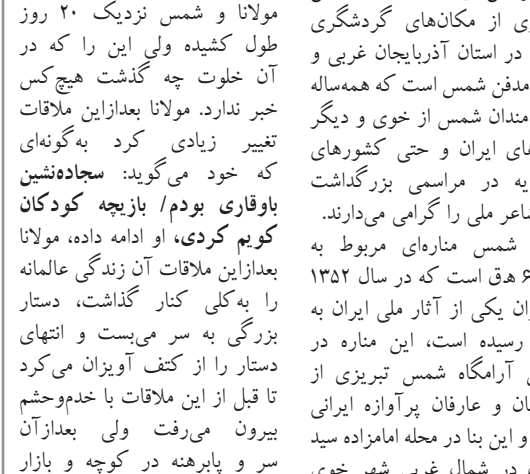 ی از مکان‌های گردشگری
در استان آذربایجان غربی و
مدفن شمس است که همه‌ساله
مندان شمس از خوی و دیگر
های ایران و حتی کشورهای
یه در مراسمی بزرگداشت
اعر ملی را گرامی می‌دارند.
شمس مناره‌ای مربوط به
۶ هق است که در سال ۱۳۵۲
ان یکی از آثار ملی ایران به
رسیده است، این مناره در
ی آرامگاه شمس تبریزی از
ان و عارفان پرآوازه ایرانی
و این بنا در محله امامزاده سید
در شمال غربی شهر خوی
مولانا و شمس نزدیک ۲۰ روز
طول کشیده ولی این را که در
آن خلوت چه گذشت هیچ‌کس
خبر ندارد. مولانا بعدازاین ملاقات
تغییر زیادی کرد به‌گونه‌ای
که خود می‌گوید: سجاده‌نشین
باوقاری بودم/ بازیچه کودکان
کویم کردی، او ادامه داده، مولانا
بعدازاین ملاقات آن زندگی عالمانه
را به‌کلی کنار گذاشت، دستار
بزرگی به سر می‌بست و انتهای
دستار را از کتف آویزان می‌کرد
تا قبل از این ملاقات با خدم‌وحشم
بیرون می‌رفت ولی بعدازآن
سر و پابرهنه در کوچه و بازار